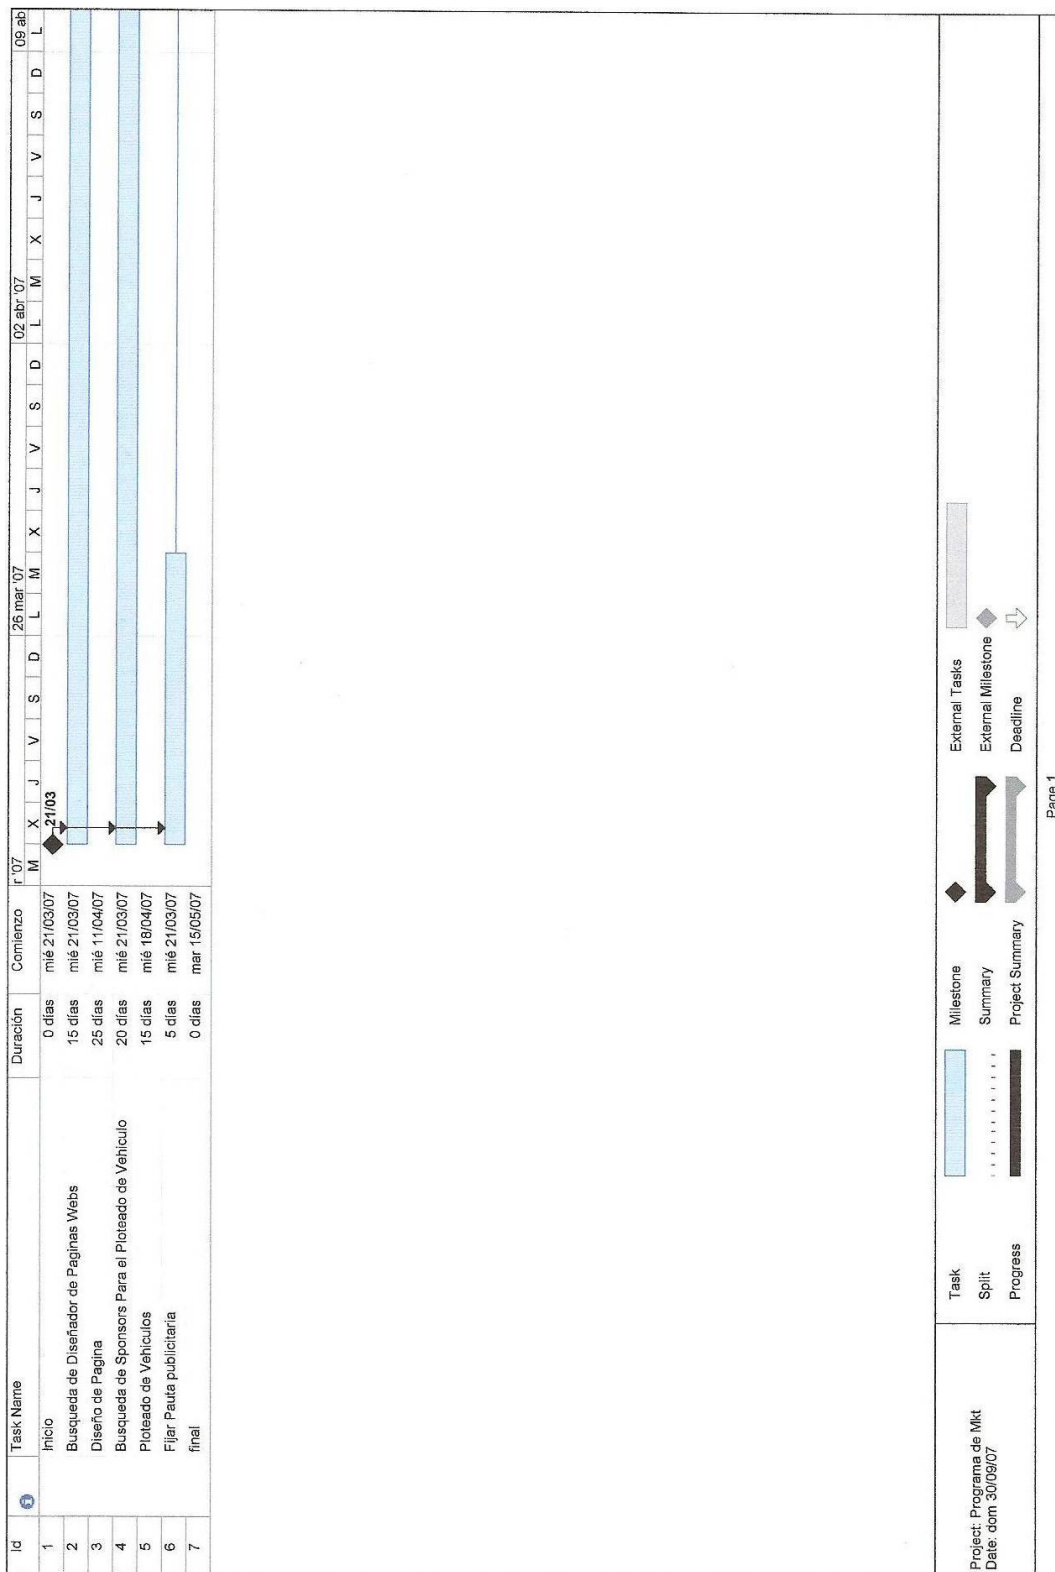 Id Task Name Duración Comienzo r '07 26 mar '07 02 abr '07 09 ab
M X J V S D L M X J V S D L M X J V S D L
1 Inicio 0 días mié 21/03/07 21/03
2 Busqueda de Diseñador de Paginas Webs 15 días mié 21/03/07
3 Diseño de Pagina 25 días mié 11/04/07
4 Busqueda de Sponsors Para el Ploteado de Vehiculo 20 días mié 21/03/07
5 Ploteado de Vehiculos 15 días mié 18/04/07
6 Fijar Pauta publicitaria 5 días mié 21/03/07
7 final 0 días mar 15/05/07
Project: Programa de Mkt
Date: dom 30/09/07
Task Milestone External Tasks
Split Summary External Milestone
Progress Project Summary Deadline
Page 1